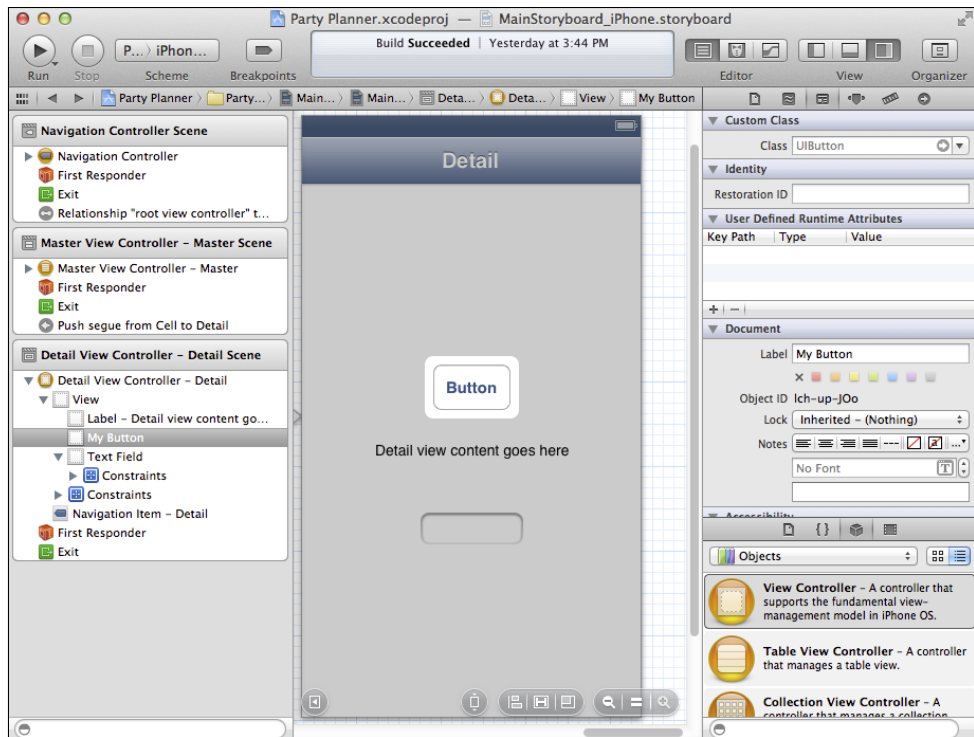 Party Planner.xcodeproj — MainStoryboard_iPhone.storyboard
P... iPhon...
Build Succeeded | Yesterday at 3:44 PM
Run Stop Scheme Breakpoints Editor View Organizer
Party Planner Party... Main... Main... Deta... Deta... View My Button
Navigation Controller Scene
Navigation Controller
First Responder
Exit
Relationship "root view controller" t...
Master View Controller – Master Scene
Master View Controller – Master
First Responder
Exit
Push segue from Cell to Detail
Detail View Controller – Detail Scene
Detail View Controller – Detail
View
Label – Detail view content go...
My Button
Text Field
Constraints
Constraints
Navigation Item – Detail
First Responder
Exit
Detail
Button
Detail view content goes here
Custom Class
Class UIButton
Identity
Restoration ID
User Defined Runtime Attributes
Key Path Type Value
Document
Label My Button
Object ID lch-up-JOo
Lock Inherited – (Nothing)
Notes
No Font
Accessibility
Objects
View Controller – A controller that
supports the fundamental view-
management model in iPhone OS.
Table View Controller – A controller
that manages a table view.
Collection View Controller – A
controller that manages a collection